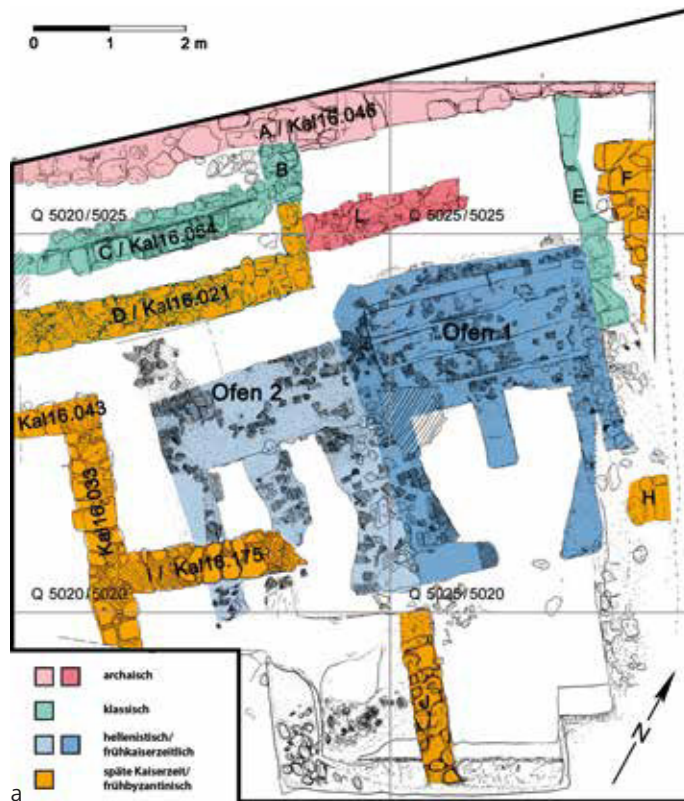 0 1 2 m
A / Kal16.046
B
E
F
Q 5020/5025
L
Q 5025/5025
C / Kal16.054
D / Kal16.021
Ofen 1
Ofen 2
Kal16.043
Kal16.033
H
I / Kal16.175
Q 5020/5020
Q 5025/5020
J
archaisch
klassisch
hellenistisch/
frühkaiserzeitlich
späte Kaiserzeit/
frühbyzantinisch
N
a